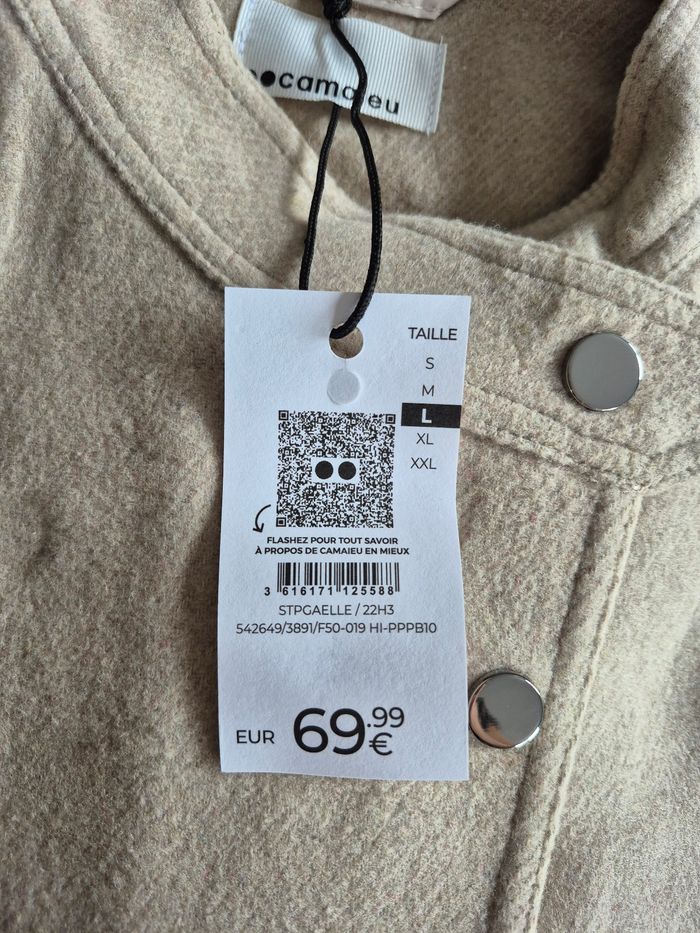 camaieu
TAILLE
S
M
L
XL
XXL
FLASHEZ POUR TOUT SAVOIR
À PROPOS DE CAMAIEU EN MIEUX
3 616171 125588
STPGAELLE / 22H3
542649/3891/F50-019 HI-PPPB10
EUR 69.99 €